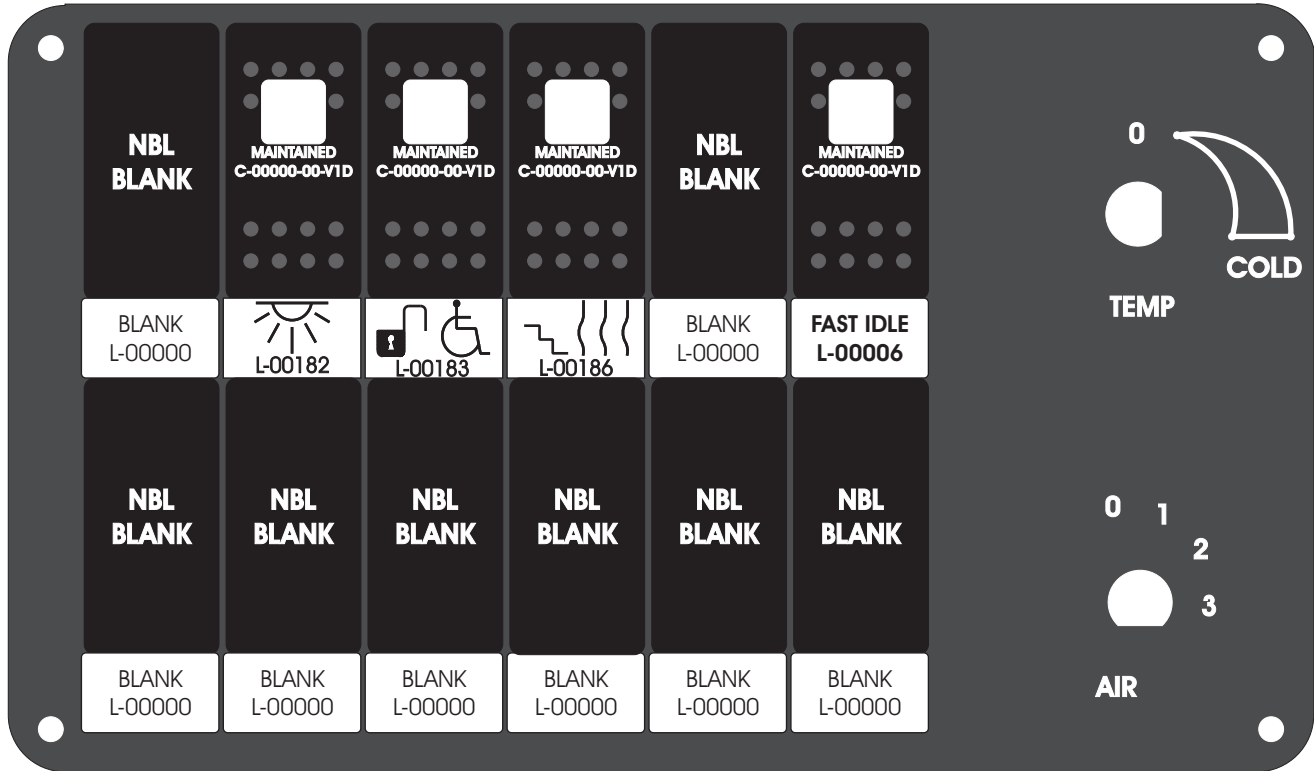 NBL
BLANK
MAINTAINED
C-00000-00-V1D
MAINTAINED
C-00000-00-V1D
MAINTAINED
C-00000-00-V1D
NBL
BLANK
MAINTAINED
C-00000-00-V1D
BLANK
L-00000
L-00182
L-00183
L-00186
BLANK
L-00000
FAST IDLE
L-00006
NBL
BLANK
NBL
BLANK
NBL
BLANK
NBL
BLANK
NBL
BLANK
NBL
BLANK
BLANK
L-00000
BLANK
L-00000
BLANK
L-00000
BLANK
L-00000
BLANK
L-00000
BLANK
L-00000
0
COLD
TEMP
0
1
2
3
AIR